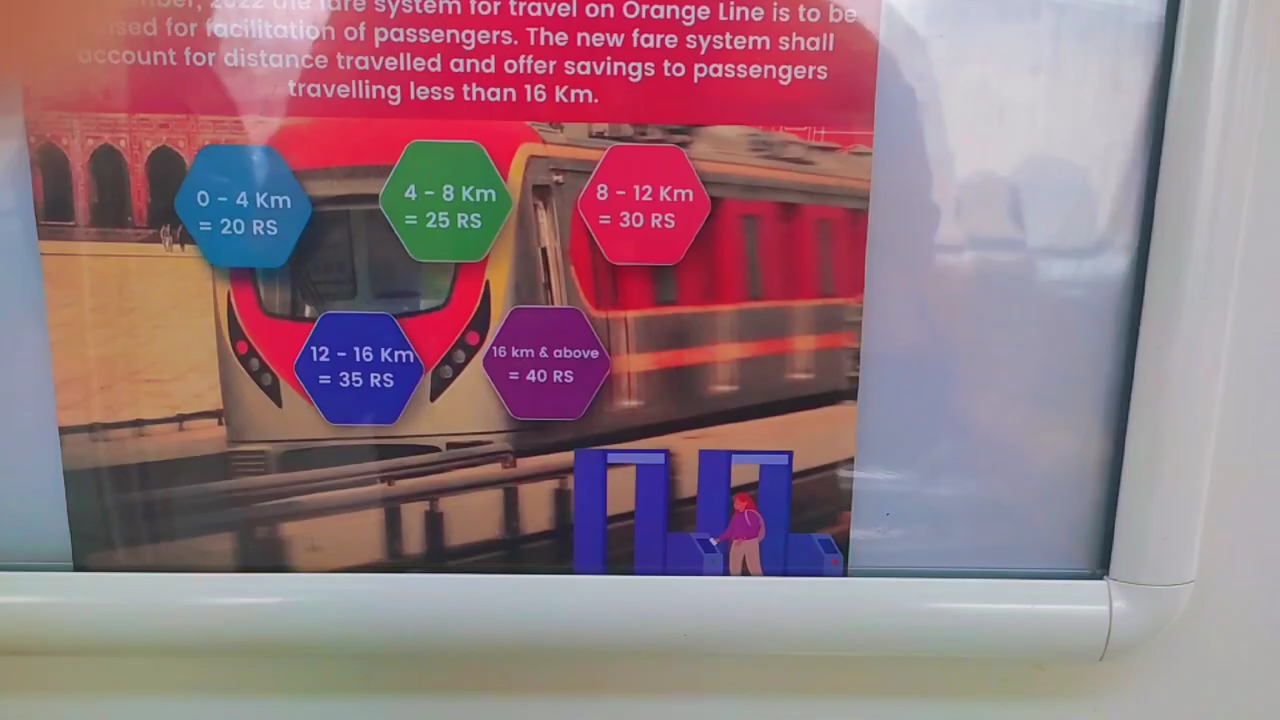 2022 the fare system for travel on Orange Line is to be
for facilitation of passengers. The new fare system shall
account for distance travelled and offer savings to passengers
travelling less than 16 Km.
0 - 4 Km
= 20 RS
4 - 8 Km
= 25 RS
8 - 12 Km
= 30 RS
12 - 16 Km
= 35 RS
16 km & above
= 40 RS